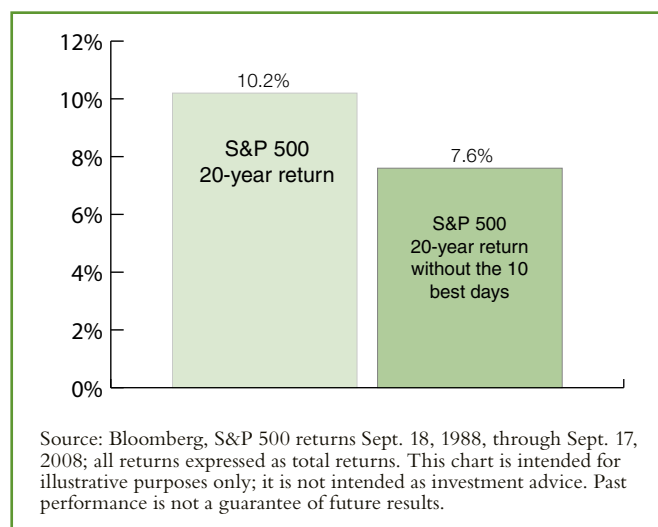 12%
10%
8%
6%
4%
2%
0%
10.2%
S&P 500
20-year return
7.6%
S&P 500
20-year return
without the 10
best days
Source: Bloomberg, S&P 500 returns Sept. 18, 1988, through Sept. 17,
2008; all returns expressed as total returns. This chart is intended for
illustrative purposes only; it is not intended as investment advice. Past
performance is not a guarantee of future results.